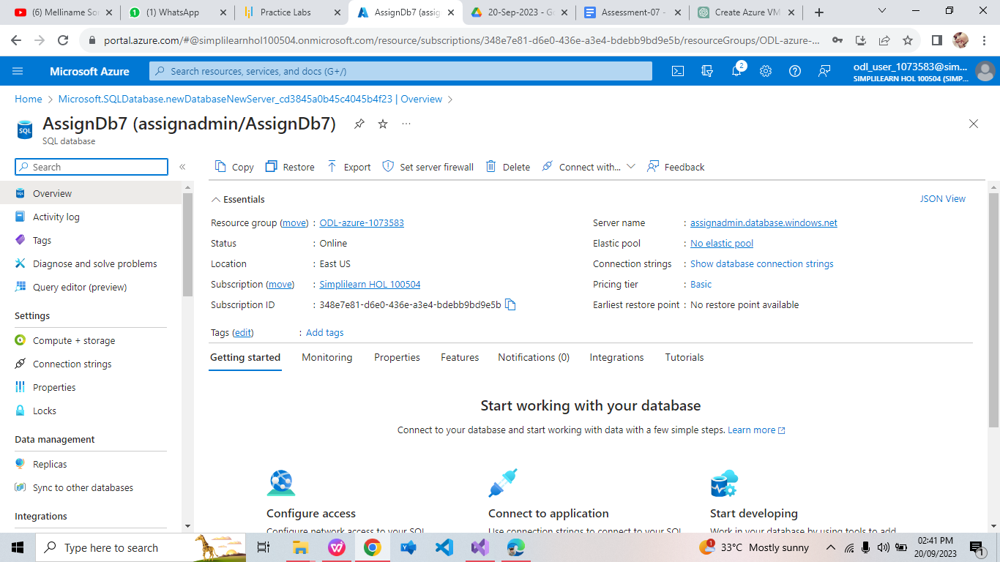 (6) Melliname So
(1) WhatsApp
Practice Labs
AssignDb7 (assig
20-Sep-2023 - G
Assessment-07 -
Create Azure VM
portal.azure.com/#@simplilearnhol100504.onmicrosoft.com/resource/subscriptions/348e7e81-d6e0-436e-a3e4-bdebb9bd9e5b/resourceGroups/ODL-azure-...
Microsoft Azure
Search resources, services, and docs (G+/)
2
odl_user_1073583@sim...
SIMPLILEARN HOL 100504 (SIMP...
Home > Microsoft.SQLDatabase.newDatabaseNewServer_cd3845a0b45c4045b4f23 | Overview >
SQL
AssignDb7 (assignadmin/AssignDb7)
...
SQL database
Search
«
Copy
Restore
Export
Set server firewall
Delete
Connect with...
Feedback
Overview
Activity log
Tags
Diagnose and solve problems
Query editor (preview)
Settings
Compute + storage
Connection strings
Properties
Locks
Data management
Replicas
Sync to other databases
Integrations
Essentials
JSON View
Resource group (move) : ODL-azure-1073583
Status : Online
Location : East US
Subscription (move) : Simplilearn HOL 100504
Subscription ID : 348e7e81-d6e0-436e-a3e4-bdebb9bd9e5b
Tags (edit) : Add tags
Server name : assignadmin.database.windows.net
Elastic pool : No elastic pool
Connection strings : Show database connection strings
Pricing tier : Basic
Earliest restore point : No restore point available
Getting started
Monitoring
Properties
Features
Notifications (0)
Integrations
Tutorials
Start working with your database
Connect to your database and start working with data with a few simple steps. Learn more
Configure access
Configure network access to your SQL
Connect to application
Use connection strings to connect to your SQL
Start developing
Work in your database by using tools to add
Type here to search
1
33°C Mostly sunny
02:41 PM
20/09/2023
1